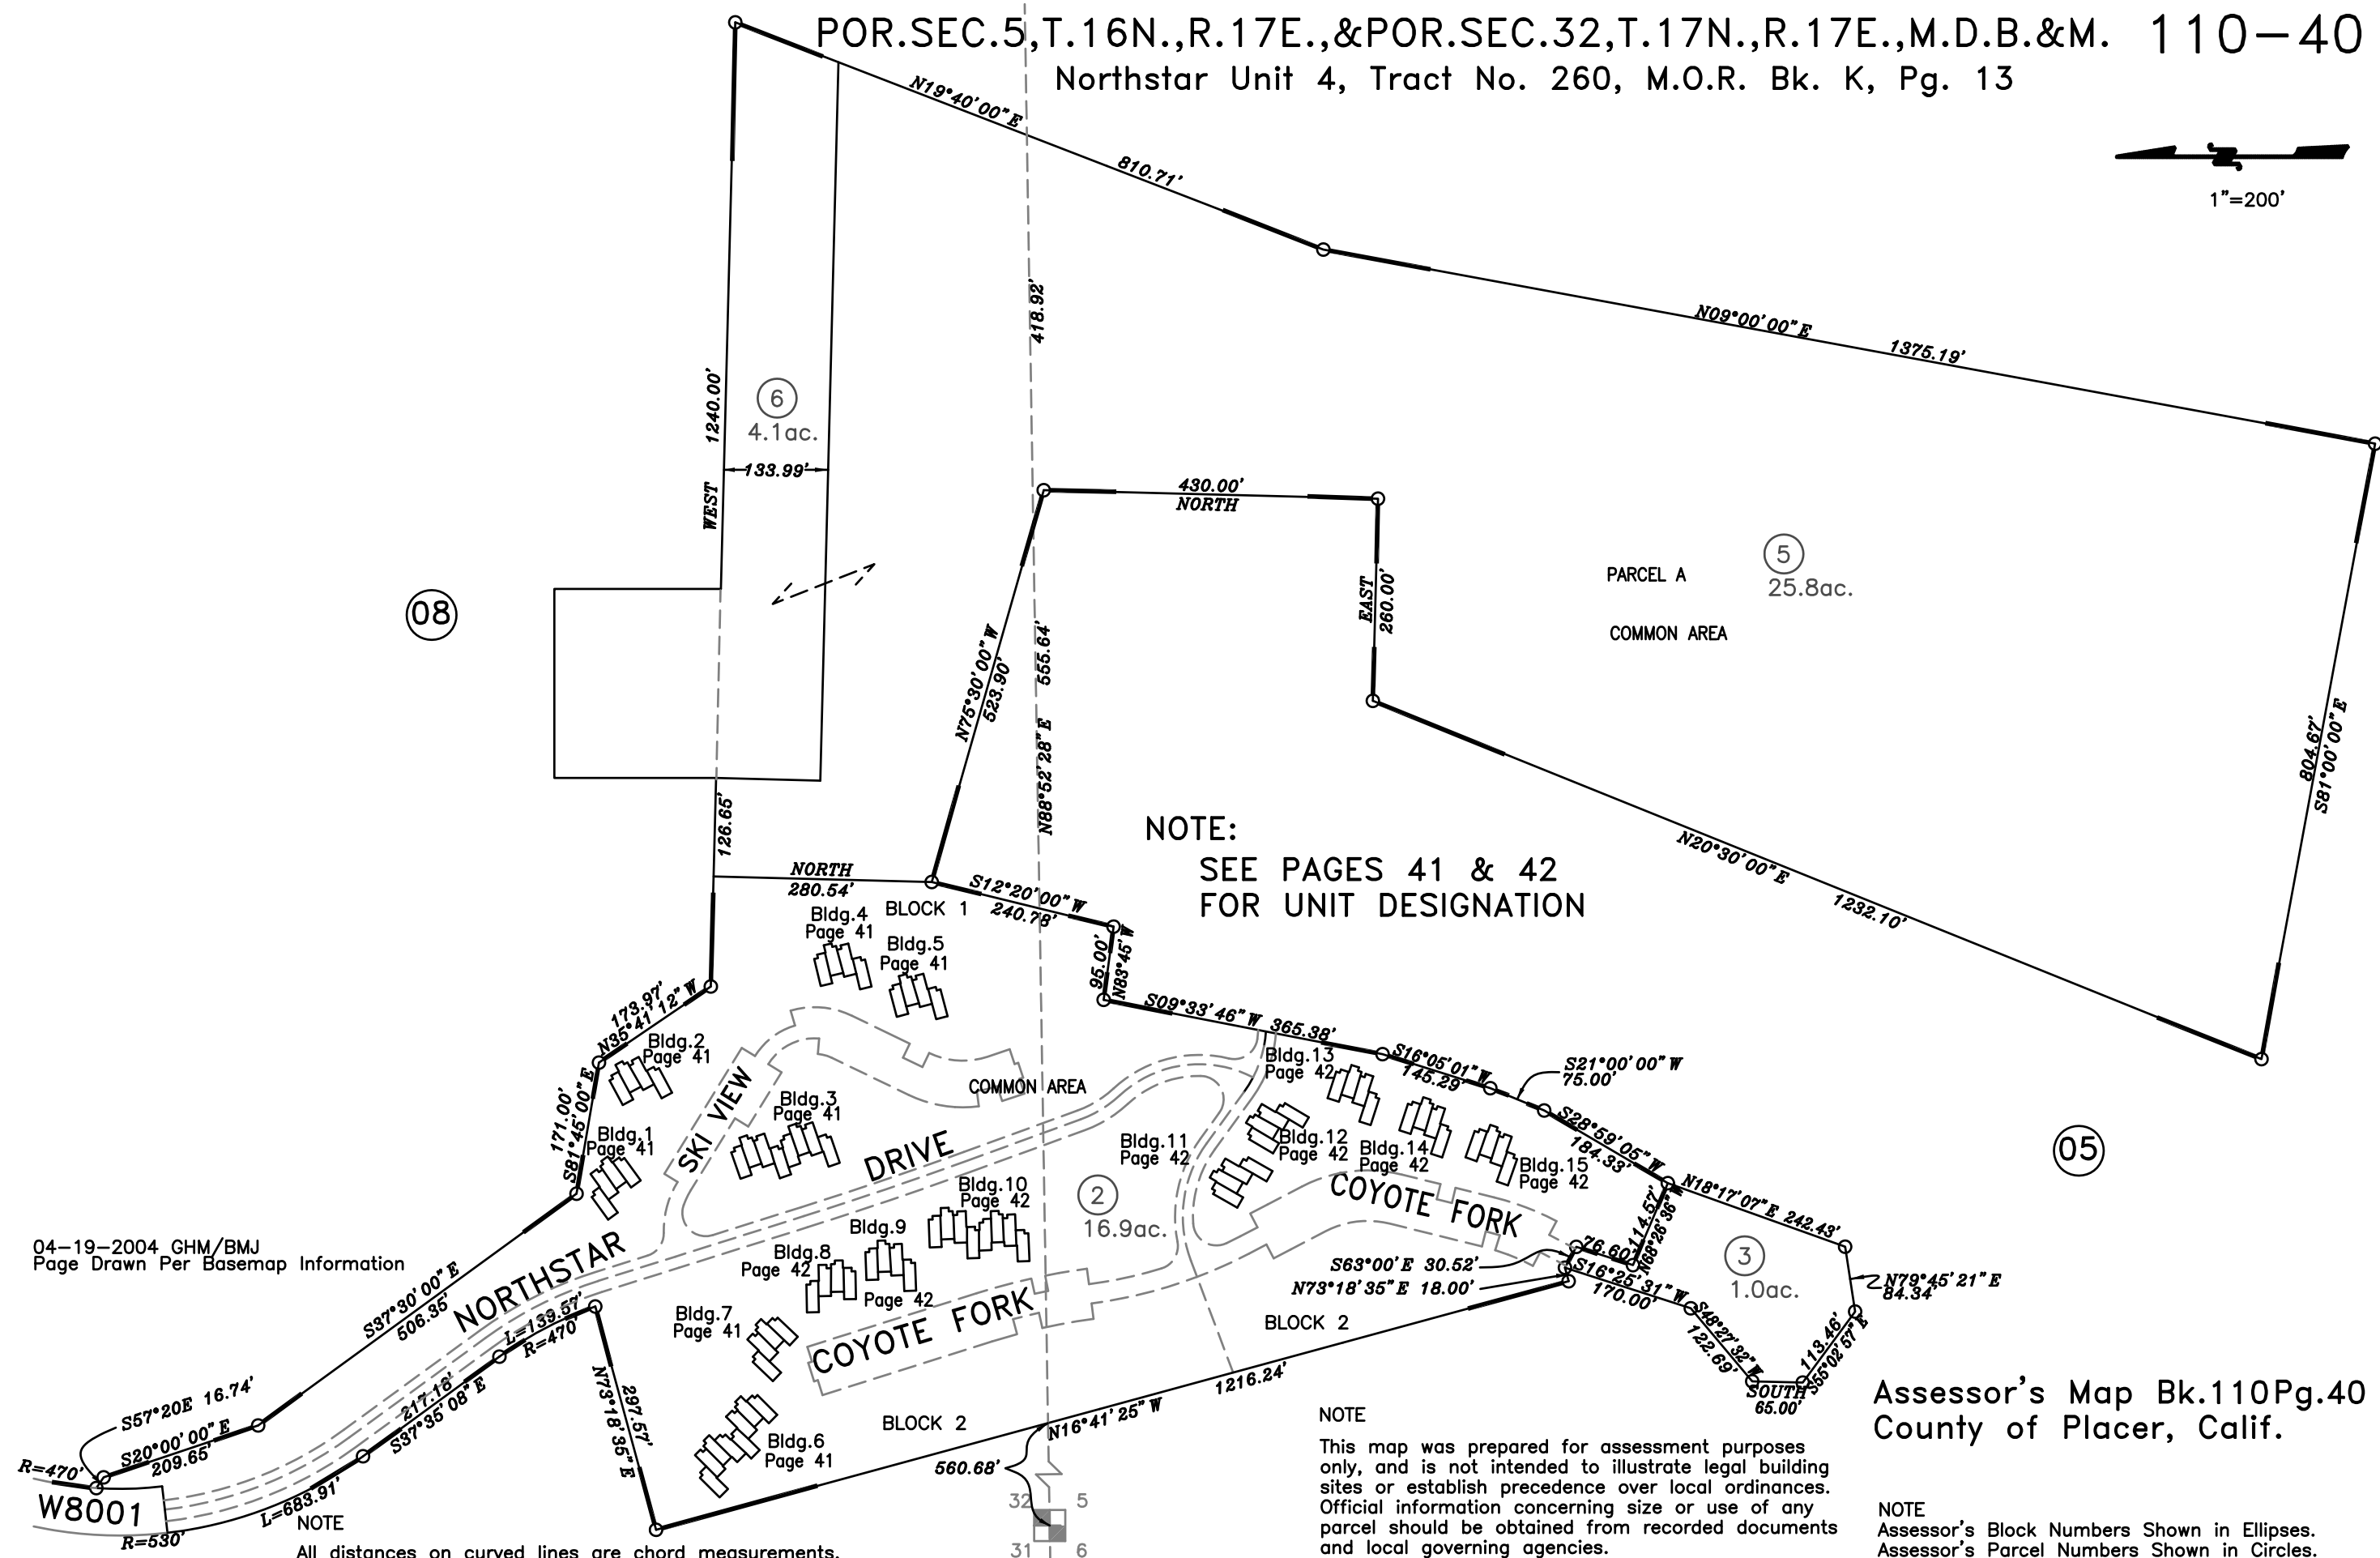 POR.SEC.5,T.16N.,R.17E.,&POR.SEC.32,T.17N.,R.17E.,M.D.B.&M. 110-40
Northstar Unit 4, Tract No. 260, M.O.R. Bk. K, Pg. 13
1"=200'
N19°40'00"E
810.71'
N09°00'00"E
1375.19'
418.92'
WEST 1240.00'
6
4.1ac.
133.99'
430.00'
NORTH
EAST
260.00'
PARCEL A
5
25.8ac.
COMMON AREA
08
N75°30'00"W
523.90'
555.64'
N88°52'28"E
804.67'
S81°00'00"E
126.65'
NOTE:
SEE PAGES 41 & 42
FOR UNIT DESIGNATION
N20°30'00"E
1232.10'
NORTH
280.54'
S12°20'00"W
240.78'
BLOCK 1
95.00'
N83°45'W
Bldg.4
Page 41
Bldg.5
Page 41
173.97'
N35°41'12"W
S09°33'46"W 365.38'
Bldg.2
Page 41
171.00'
S81°45'00"E
Bldg.1
Page 41
SKI VIEW
Bldg.3
Page 41
COMMON AREA
Bldg.13
Page 42
S16°05'01"W
145.29'
S21°00'00"W
75.00'
S28°59'05"W
184.33'
Bldg.11
Page 42
Bldg.12
Page 42
Bldg.14
Page 42
Bldg.15
Page 42
05
NORTHSTAR DRIVE
Bldg.10
Page 42
2
16.9ac.
COYOTE FORK
N18°17'07"E 242.43'
114.57'
N68°26'36"W
76.60'
3
1.0ac.
S63°00'E 30.52'
N73°18'35"E 18.00'
S16°25'31"W
170.00'
N79°45'21"E
84.34'
S48°27'32"W
122.69'
113.46'
S55°02'57"E
SOUTH
65.00'
04-19-2004 GHM/BMJ
Page Drawn Per Basemap Information
Bldg.9
Page 42
Bldg.8
Page 42
Bldg.7
Page 41
COYOTE FORK
BLOCK 2
S37°30'00"E
506.35'
L=139.57'
R=470'
217.18'
S37°35'08"E
N73°18'35"E
297.57'
1216.24'
N16°41'25"W
BLOCK 2
Bldg.6
Page 41
560.68'
S57°20E 16.74'
S20°00'00"E
209.65'
R=470'
W8001
R=530'
L=683.91'
32 5
31 6
Assessor's Map Bk.110Pg.40
County of Placer, Calif.
NOTE
This map was prepared for assessment purposes
only, and is not intended to illustrate legal building
sites or establish precedence over local ordinances.
Official information concerning size or use of any
parcel should be obtained from recorded documents
and local governing agencies.
NOTE
Assessor's Block Numbers Shown in Ellipses.
Assessor's Parcel Numbers Shown in Circles.
NOTE
All distances on curved lines are chord measurements.